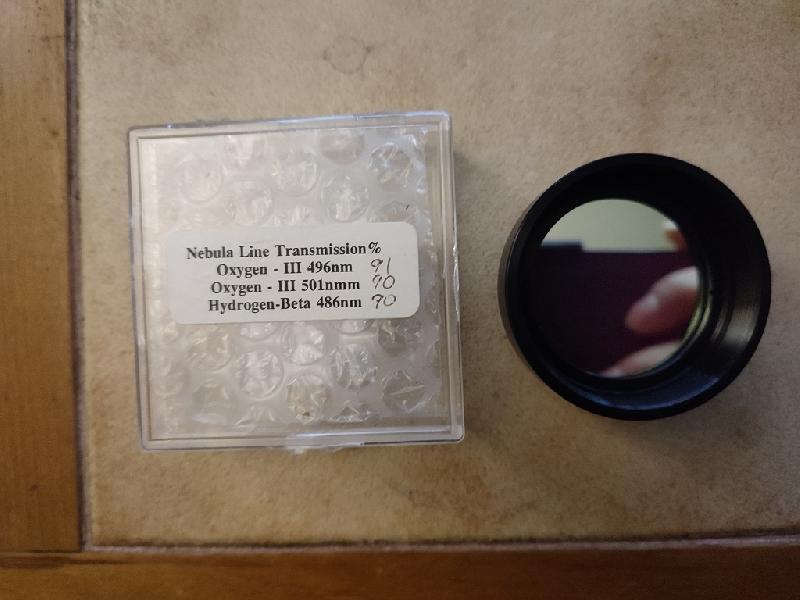 Nebula Line Transmission%
Oxygen - III 496nm 91
Oxygen - III 501nmm 90
Hydrogen-Beta 486nm 90